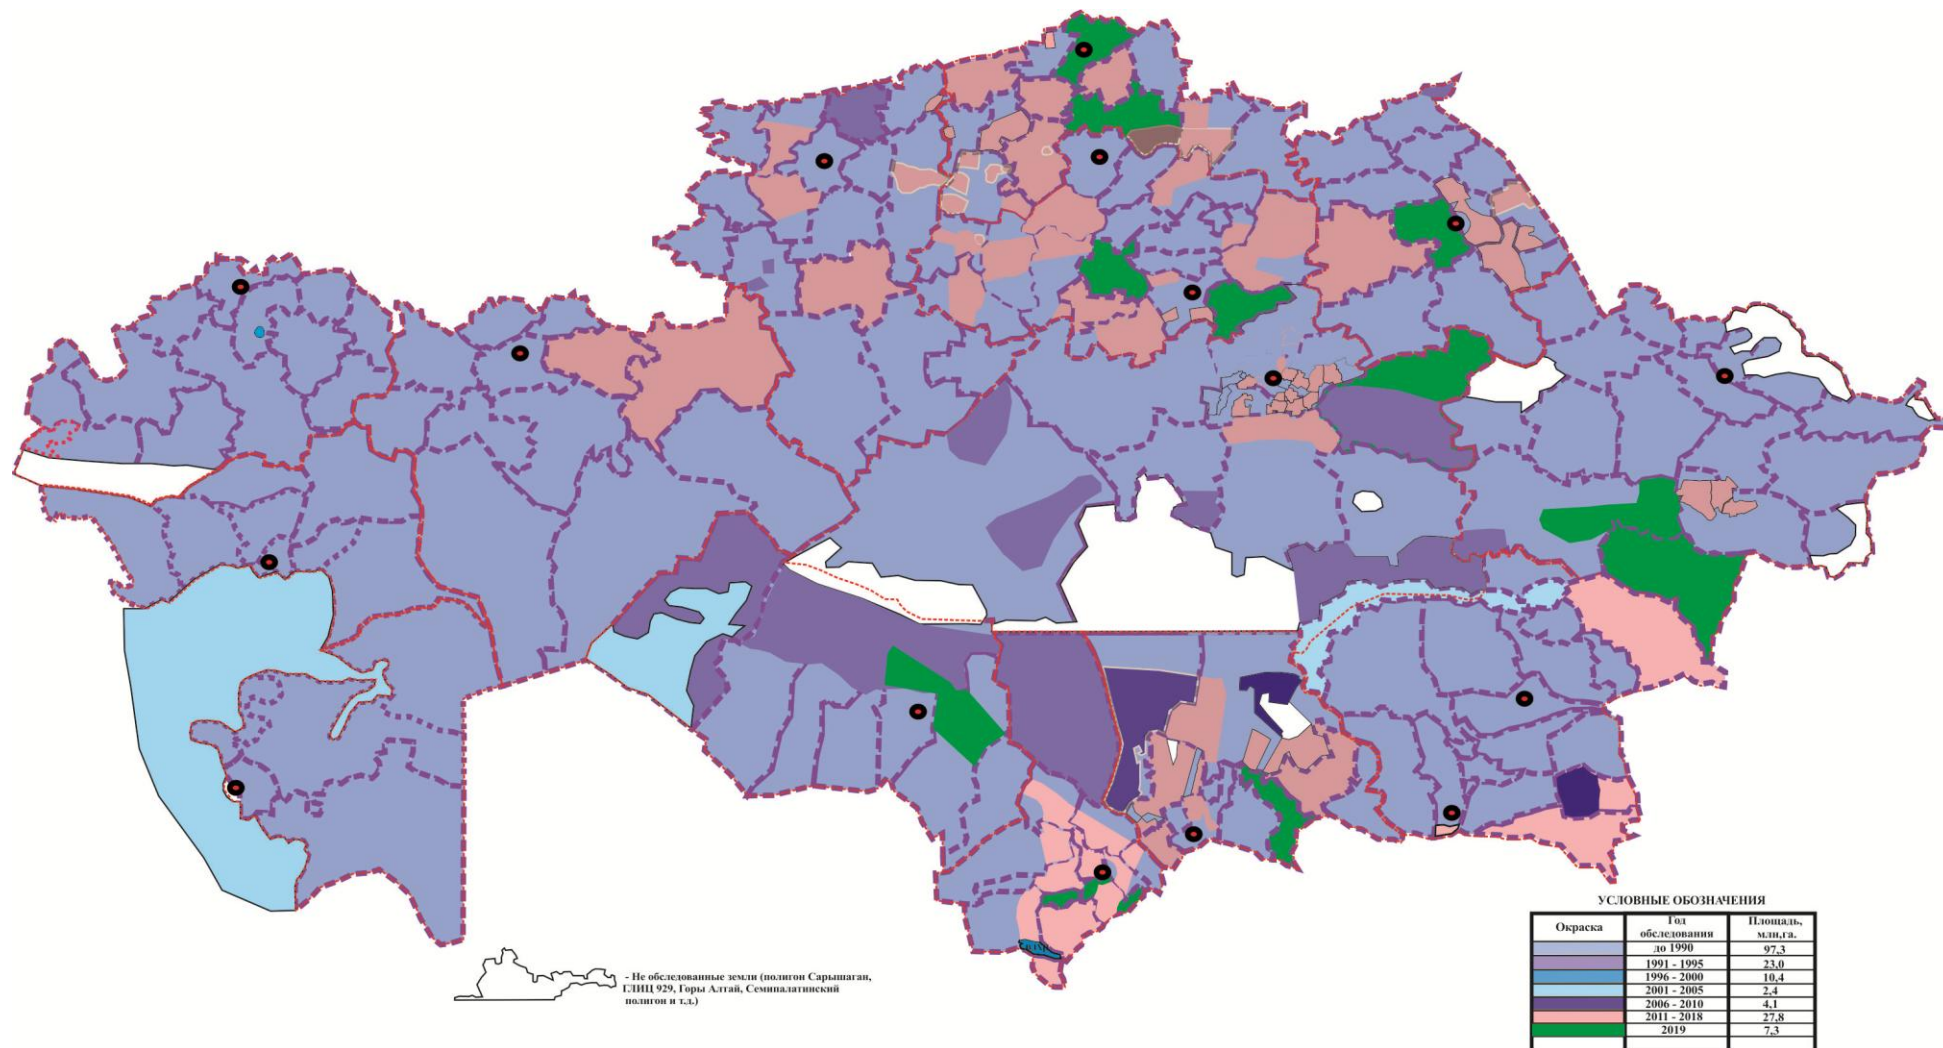 - Не обследованные земли (полигон Сарышаган,
ГЛИЦ 929, Горы Алтай, Семипалатинский
полигон и т.д.)
УСЛОВНЫЕ ОБОЗНАЧЕНИЯ
Окраска Год обследования Площадь, млн,га.
до 1990 97,3
1991 - 1995 23,0
1996 - 2000 10,4
2001 - 2005 2,4
2006 - 2010 4,1
2011 - 2018 27,8
2019 7,3